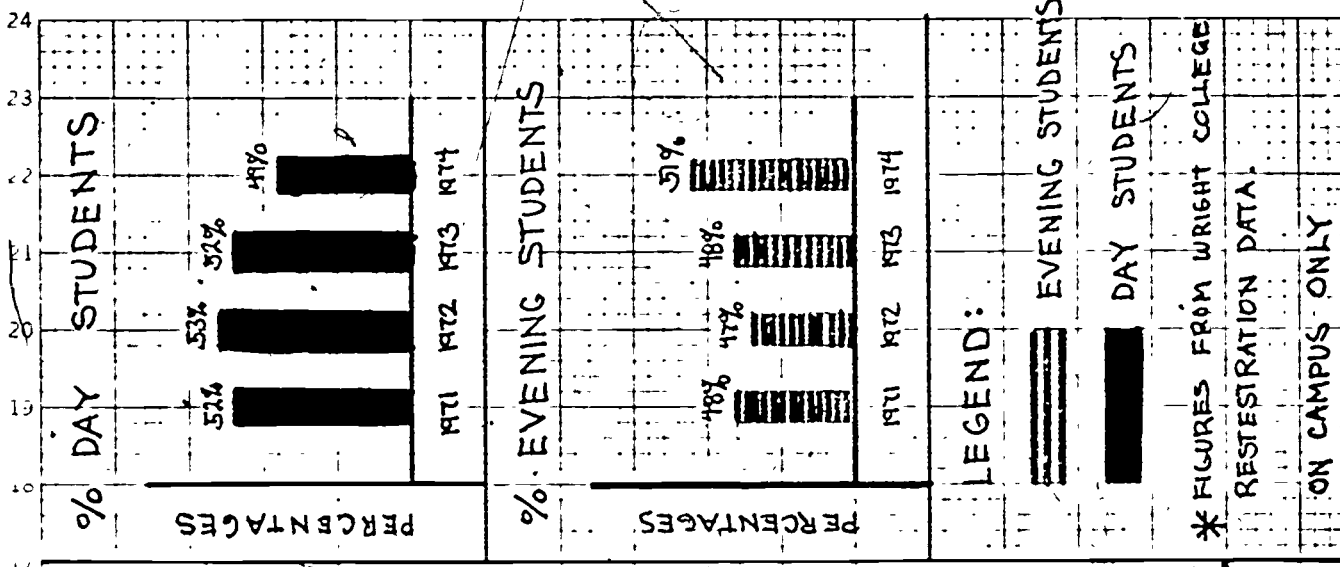 24
23
22
21
20
19
% DAY STUDENTS
52%
53%
52%
49%
1971
1972
1973
1974
PERCENTAGES
% EVENING STUDENTS
48%
47%
48%
51%
1971
1972
1973
1974
PERCENTAGES
LEGEND:
EVENING STUDENTS
DAY STUDENTS
* FIGURES FROM WRIGHT COLLEGE
RESTESTRATION DATA.
ON CAMPUS ONLY